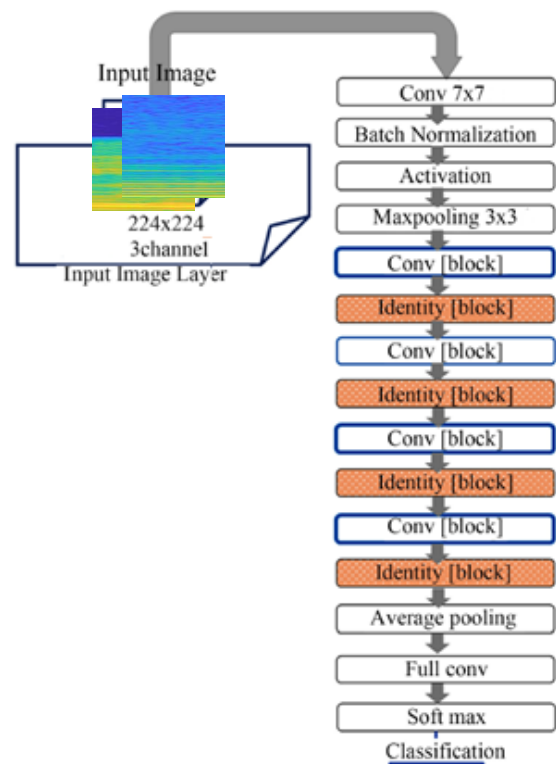 Input Image
224x224
3channel
Input Image Layer
Conv 7x7
Batch Normalization
Activation
Maxpooling 3x3
Conv [block]
Identity [block]
Conv [block]
Identity [block]
Conv [block]
Identity [block]
Conv [block]
Identity [block]
Average pooling
Full conv
Soft max
Classification